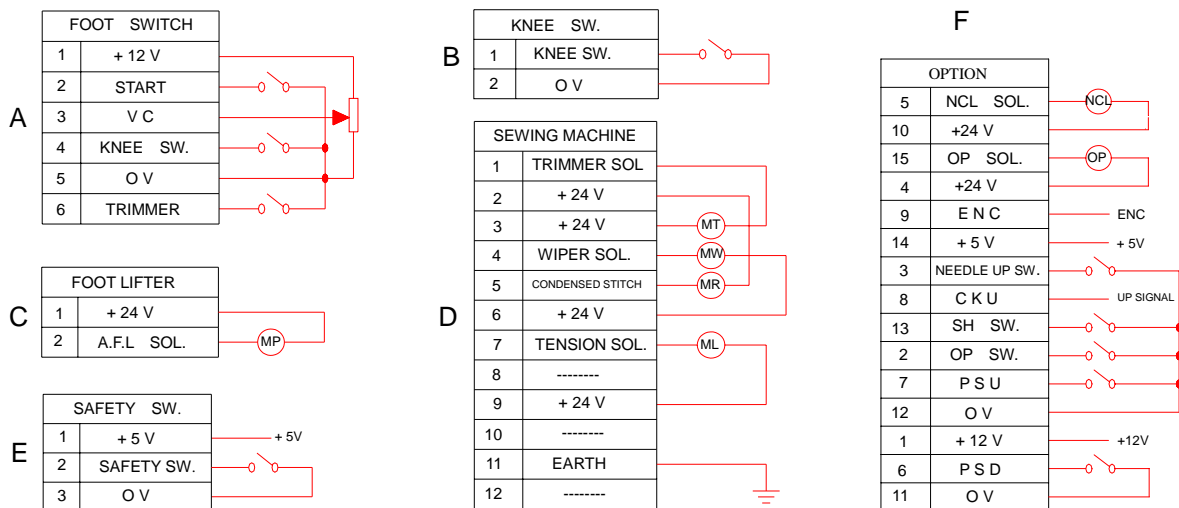 A
FOOT SWITCH
1 + 12 V
2 START
3 V C
4 KNEE SW.
5 O V
6 TRIMMER
B
KNEE SW.
1 KNEE SW.
2 O V
C
FOOT LIFTER
1 + 24 V
2 A.F.L SOL. MP
D
SEWING MACHINE
1 TRIMMER SOL
2 + 24 V
3 + 24 V MT
4 WIPER SOL. MW
5 CONDENSED STITCH MR
6 + 24 V
7 TENSION SOL. ML
8 --------
9 + 24 V
10 --------
11 EARTH
12 --------
E
SAFETY SW.
1 + 5 V + 5V
2 SAFETY SW.
3 O V
F
OPTION
5 NCL SOL. NCL
10 +24 V
15 OP SOL. OP
4 +24 V
9 E N C ENC
14 + 5 V + 5V
3 NEEDLE UP SW.
8 C K U UP SIGNAL
13 SH SW.
2 OP SW.
7 P S U
12 O V
1 + 12 V +12V
6 P S D
11 O V